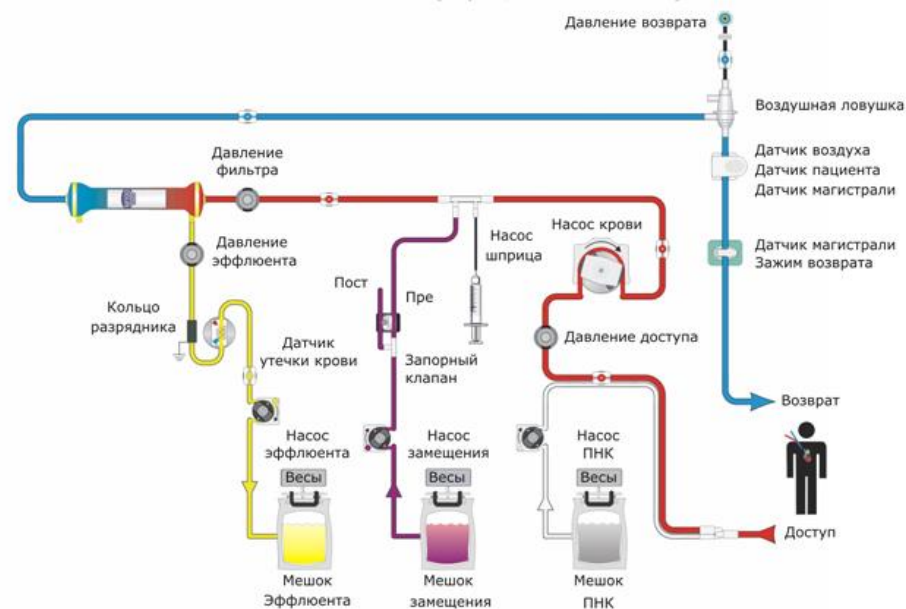 Давление возврата
Воздушная ловушка
Давление
фильтра
Датчик воздуха
Датчик пациента
Датчик магистрали
Насос крови
Насос
шприца
Давление
эффлюента
Датчик магистрали
Зажим возврата
Пост
Пре
Кольцо
разрядника
Датчик
утечки крови
Запорный
клапан
Давление доступа
Возврат
Насос
эффлюента
Насос
замещения
Насос
ПНК
Весы
Весы
Весы
Доступ
Мешок
Эффлюента
Мешок
замещения
Мешок
ПНК